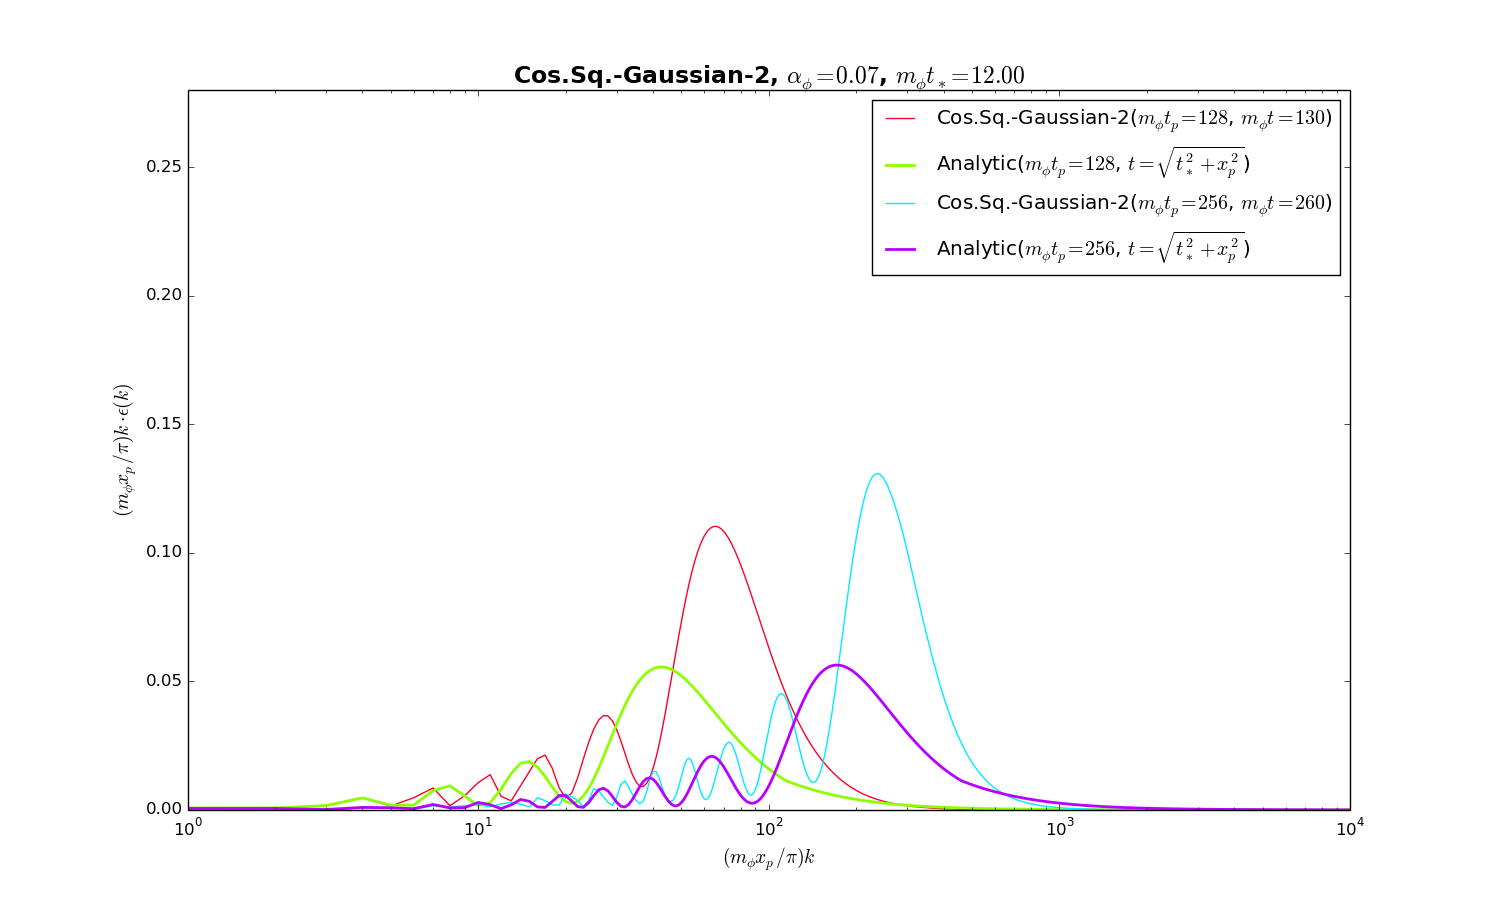 Cos.Sq.-Gaussian-2, $\alpha_\phi = 0.07$, $m_\phi t_* = 12.00$
Cos.Sq.-Gaussian-2($m_\phi t_p = 128$, $m_\phi t = 130$)
Analytic($m_\phi t_p = 128$, $t = \sqrt{t_*^2 + x_p^2}$)
Cos.Sq.-Gaussian-2($m_\phi t_p = 256$, $m_\phi t = 260$)
Analytic($m_\phi t_p = 256$, $t = \sqrt{t_*^2 + x_p^2}$)
$(m_\phi x_p/\pi)k \cdot \epsilon(k)$
0.25
0.20
0.15
0.10
0.05
0.00
$10^0$ $10^1$ $10^2$ $10^3$ $10^4$
$(m_\phi x_p/\pi)k$